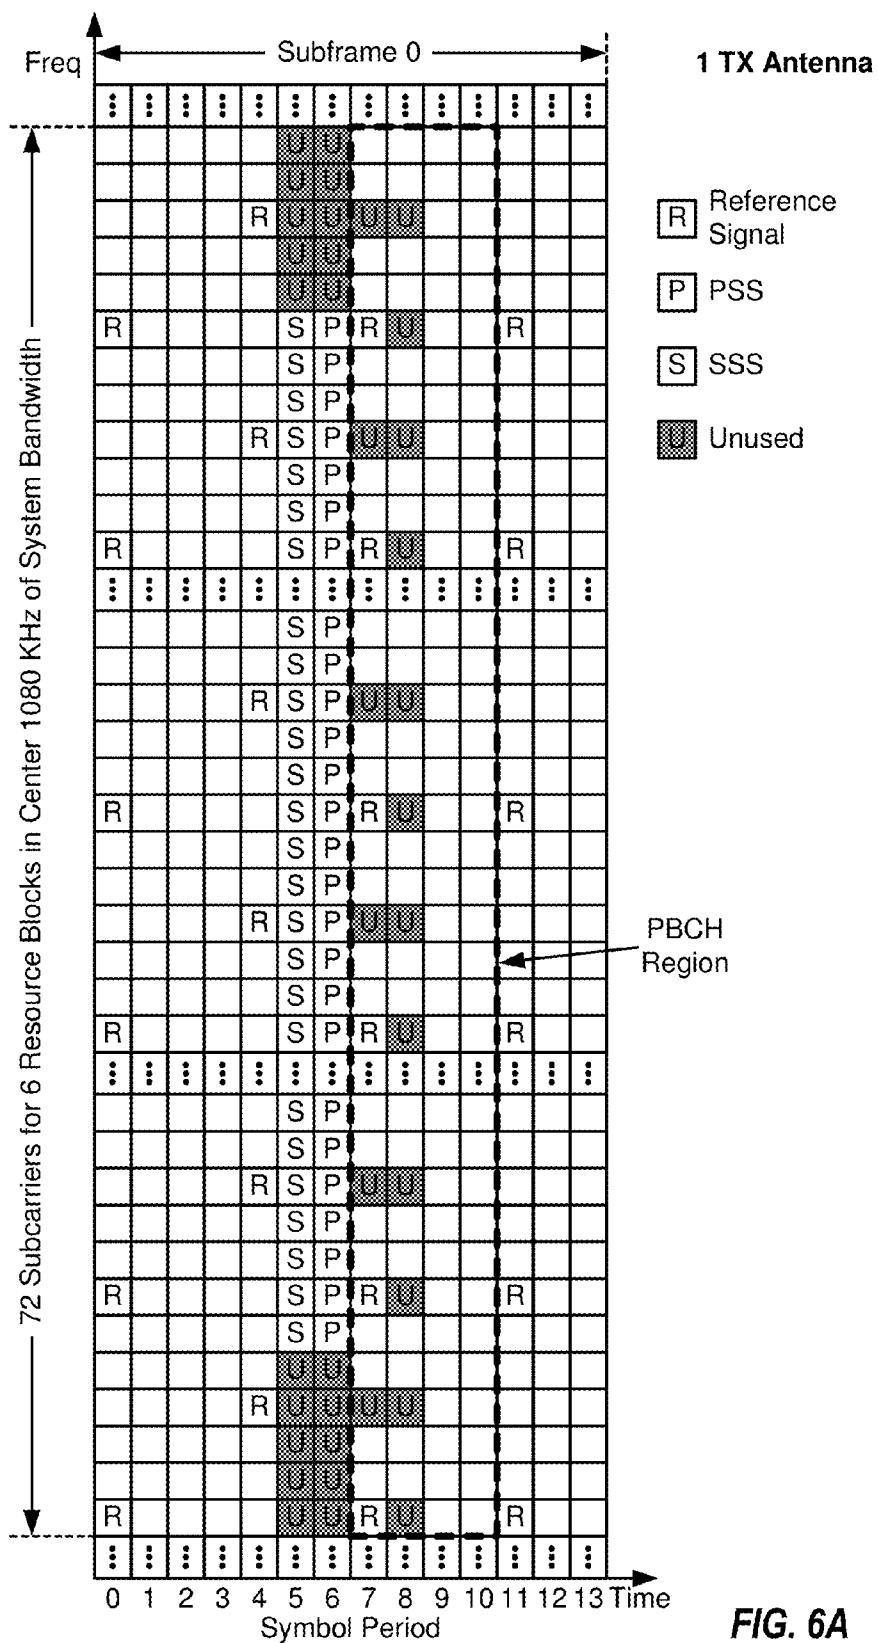 Subframe 0
Freq
1 TX Antenna
U U
U U
R U U U U
U U
U U
R S P R U R
S P
S P
R S P U U
S P
S P
R S P R U R
S P
S P
R S P U U
S P
S P
R S P R U R
S P
S P
R S P U U
S P
S P
R S P R U R
S P
S P
R S P U U
S P
S P
R S P R U R
S P
U U
R U U U U
U U
U U
R U U R U R
72 Subcarriers for 6 Resource Blocks in Center 1080 KHz of System Bandwidth
R Reference
Signal
P PSS
S SSS
U Unused
PBCH
Region
0 1 2 3 4 5 6 7 8 9 10 11 12 13 Time
Symbol Period
FIG. 6A